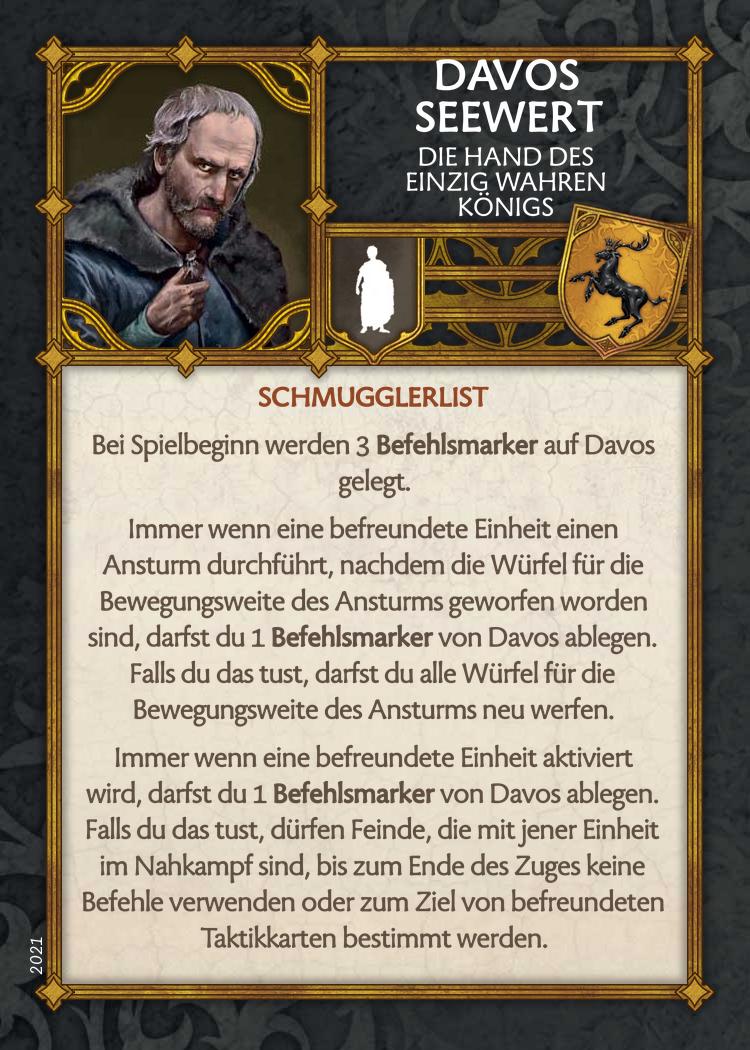 DAVOS
SEEWERT
DIE HAND DES
EINZIG WAHREN
KÖNIGS
SCHMUGGLERLIST
Bei Spielbeginn werden 3 Befehlsmarker auf Davos
gelegt.
Immer wenn eine befreundete Einheit einen
Ansturm durchführt, nachdem die Würfel für die
Bewegungsweite des Ansturms geworfen worden
sind, darfst du 1 Befehlsmarker von Davos ablegen.
Falls du das tust, darfst du alle Würfel für die
Bewegungsweite des Ansturms neu werfen.
Immer wenn eine befreundete Einheit aktiviert
wird, darfst du 1 Befehlsmarker von Davos ablegen.
Falls du das tust, dürfen Feinde, die mit jener Einheit
im Nahkampf sind, bis zum Ende des Zuges keine
Befehle verwenden oder zum Ziel von befreundeten
Taktikkarten bestimmt werden.
2021